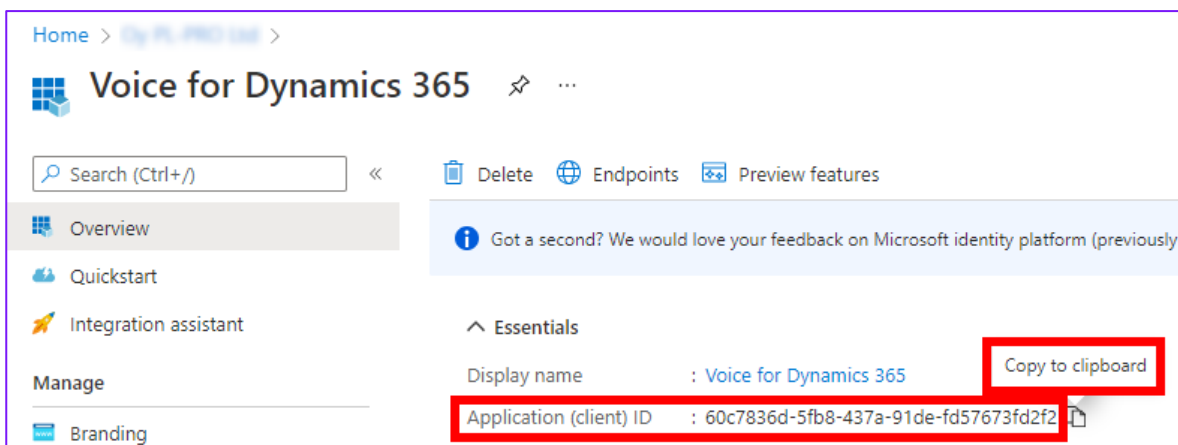 Home > >
Voice for Dynamics 365 ...
Search (Ctrl+/) «
Delete Endpoints Preview features
Overview
Got a second? We would love your feedback on Microsoft identity platform (previously
Quickstart
Integration assistant
Essentials
Copy to clipboard
Display name : Voice for Dynamics 365
Manage
Application (client) ID : 60c7836d-5fb8-437a-91de-fd57673fd2f2
Branding